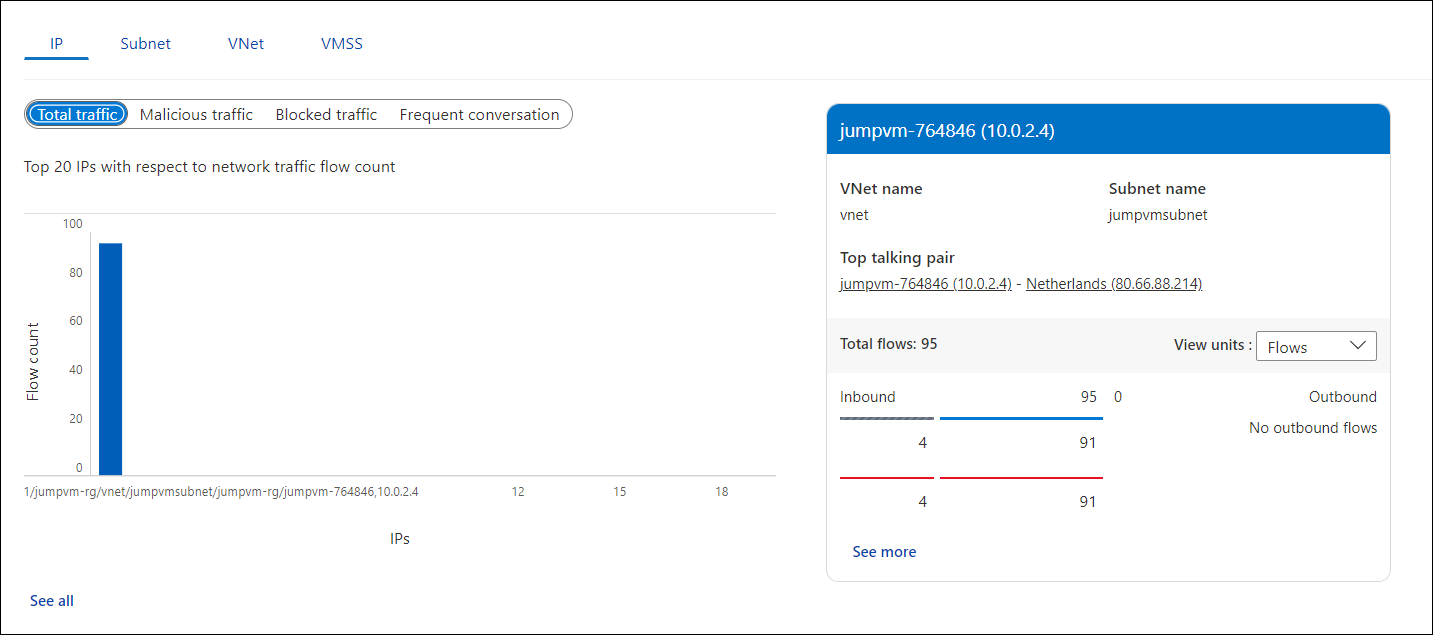 IP Subnet VNet VMSS
Total traffic Malicious traffic Blocked traffic Frequent conversation
Top 20 IPs with respect to network traffic flow count
100
80
60
40
20
0
Flow count
1/jumpvm-rg/vnet/jumpvmsubnet/jumpvm-rg/jumpvm-764846,10.0.2.4 12 15 18
IPs
See all
jumpvm-764846 (10.0.2.4)
VNet name Subnet name
vnet jumpvmsubnet
Top talking pair
jumpvm-764846 (10.0.2.4) - Netherlands (80.66.88.214)
Total flows: 95 View units : Flows
Inbound 95 0 Outbound
No outbound flows
4 91
4 91
See more